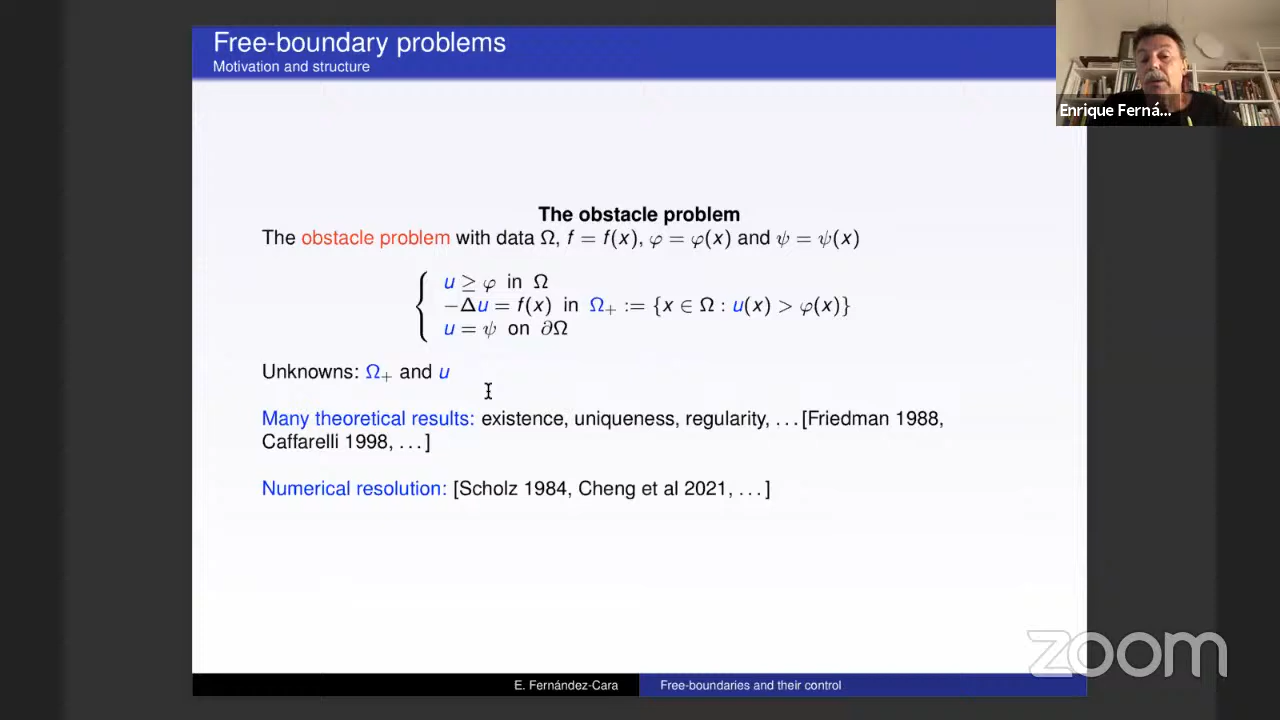 Free-boundary problems
Motivation and structure
Enrique Ferná...
The obstacle problem
The obstacle problem with data Ω, f = f(x), φ = φ(x) and ψ = ψ(x)
u ≥ φ in Ω
−Δu = f(x) in Ω₊ := {x ∈ Ω : u(x) > φ(x)}
u = ψ on ∂Ω
Unknowns: Ω₊ and u
Many theoretical results: existence, uniqueness, regularity, ... [Friedman 1988,
Caffarelli 1998, ...]
Numerical resolution: [Scholz 1984, Cheng et al 2021, ...]
zoom
E. Fernández-Cara
Free-boundaries and their control